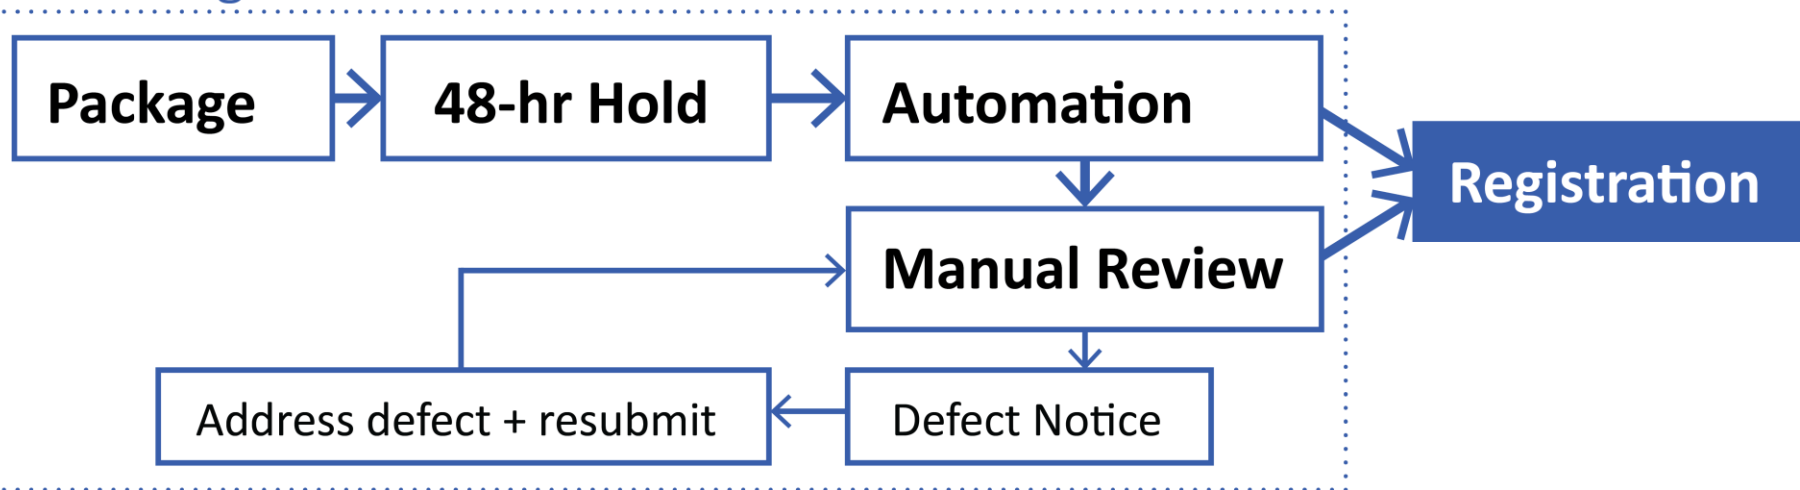 Package
48-hr Hold
Automation
Registration
Manual Review
Address defect + resubmit
Defect Notice